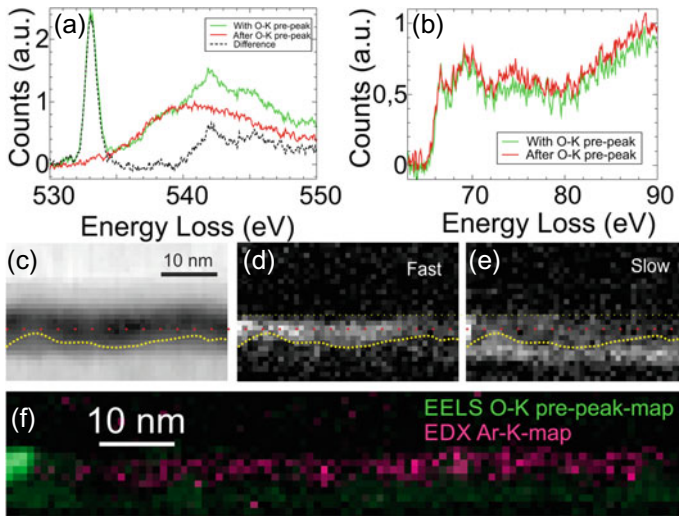 (a)
With O-K pre-peak
After O-K pre-peak
Difference
Counts (a.u.)
2
1
0
530
540
550
Energy Loss (eV)
(b)
1
0,5
0
Counts (a.u.)
With O-K pre-peak
After O-K pre-peak
70
80
90
Energy Loss (eV)
(c)
10 nm
(d)
Fast
(e)
Slow
(f)
10 nm
EELS O-K pre-peak-map
EDX Ar-K-map